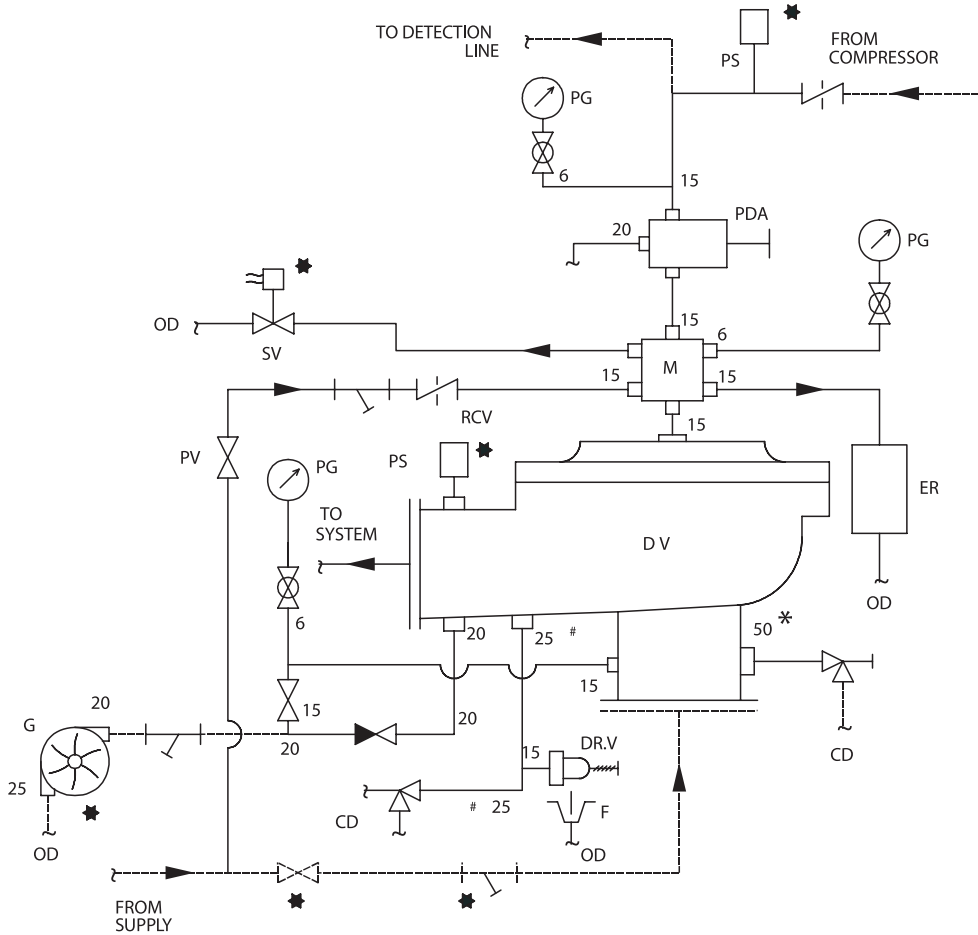 PS
TO DETECTION
LINE
FROM
COMPRESSOR
PG
6
15
PDA
20
PG
OD
SV
15
6
M
15
15
RCV
15
PV
PG
PS
ER
TO
SYSTEM
D V
OD
6
20
25 #
50 *
15
15
20
G
20
20
25
15
DR.V
CD
# 25
F
CD
OD
OD
FROM
SUPPLY